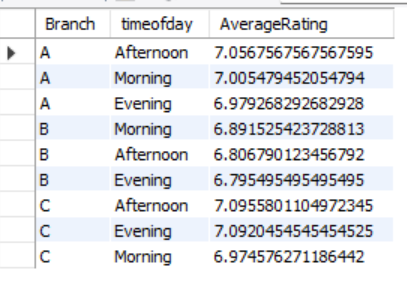 Branch timeofday AverageRating
A Afternoon 7.0567567567567595
A Morning 7.005479452054794
A Evening 6.979268292682928
B Morning 6.891525423728813
B Afternoon 6.806790123456792
B Evening 6.795495495495495
C Afternoon 7.0955801104972345
C Evening 7.0920454545454525
C Morning 6.974576271186442